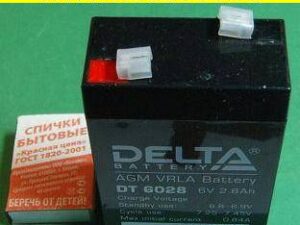 СПИЧКИ
БЫТОВЫЕ
«Красная цена»
ГОСТ 1820-2001
БЕРЕЧЬ ОТ ДЕТЕЙ!
DELTA
BATTERY
AGM VRLA Battery
DT 6028 6V 2.8Ah
Charge Voltage
Standby use 6.8-6.9V
Cycle use 7.25-7.45V
Max initial current 0.84A